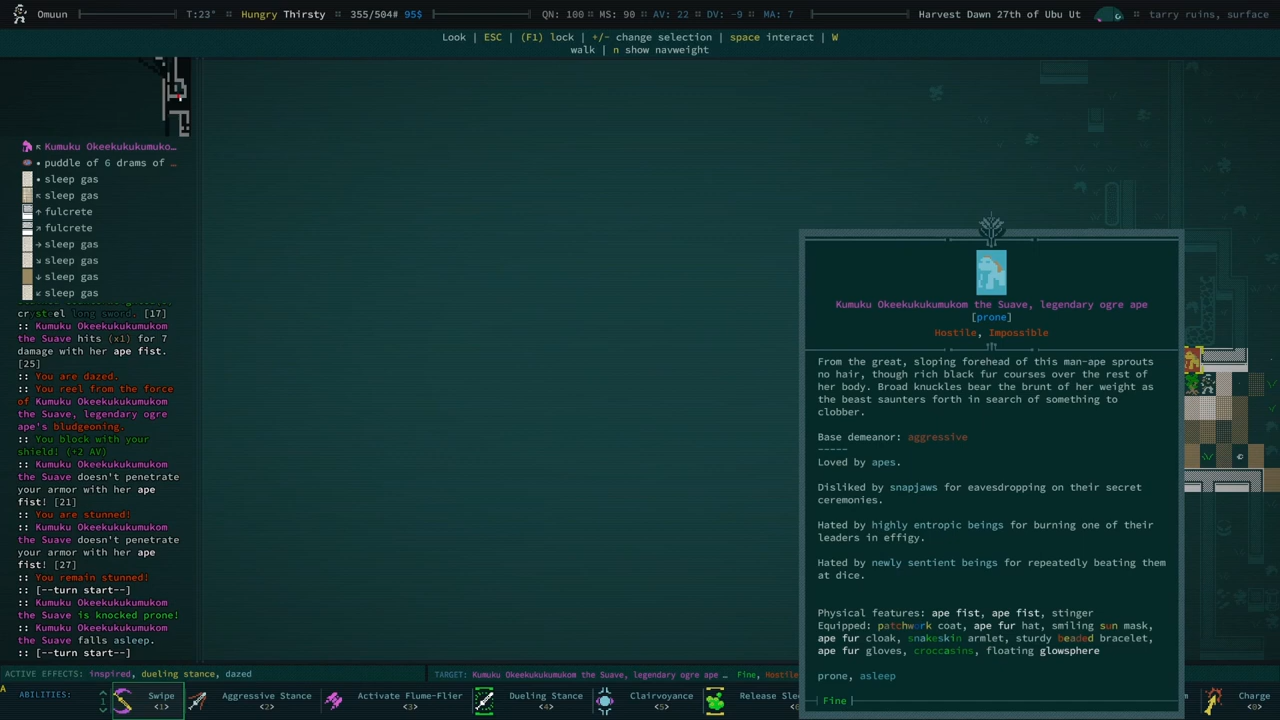 Omuun T:23° :: Hungry Thirsty :: 355/504# 95$ QN: 100 :: MS: 90 :: AV: 22 :: DV: -9 :: MA: 7 Harvest Dawn 27th of Ubu Ut :: tarry ruins, surface
Look | ESC | (F1) lock | +/- change selection | space interact | W
walk | n show navweight
Kumuku Okeekukukumuko…
puddle of 6 drams of …
sleep gas
sleep gas
fulcrete
fulcrete
sleep gas
sleep gas
sleep gas
sleep gas
crysteel long sword. [17]
:: Kumuku Okeekukukumukom
the Suave hits (x1) for 7
damage with her ape fist.
[25]
:: You are dazed.
:: You reel from the force
of Kumuku Okeekukukumukom
the Suave, legendary ogre
ape's bludgeoning.
:: You block with your
shield! (+2 AV)
:: Kumuku Okeekukukumukom
the Suave doesn't penetrate
your armor with her ape
fist! [21]
:: You are stunned!
:: Kumuku Okeekukukumukom
the Suave doesn't penetrate
your armor with her ape
fist! [27]
:: You remain stunned!
:: [--turn start--]
:: Kumuku Okeekukukumukom
the Suave is knocked prone!
:: Kumuku Okeekukukumukom
the Suave falls asleep.
:: [--turn start--]
Kumuku Okeekukukumukom the Suave, legendary ogre ape
[prone]
Hostile, Impossible
From the great, sloping forehead of this man-ape sprouts
no hair, though rich black fur courses over the rest of
her body. Broad knuckles bear the brunt of her weight as
the beast saunters forth in search of something to
clobber.
Base demeanor: aggressive
-----
Loved by apes.
Disliked by snapjaws for eavesdropping on their secret
ceremonies.
Hated by highly entropic beings for burning one of their
leaders in effigy.
Hated by newly sentient beings for repeatedly beating them
at dice.
Physical features: ape fist, ape fist, stinger
Equipped: patchwork coat, ape fur hat, smiling sun mask,
ape fur cloak, snakeskin armlet, sturdy beaded bracelet,
ape fur gloves, croccasins, floating glowsphere
prone, asleep
Fine
ACTIVE EFFECTS: inspired, dueling stance, dazed
TARGET: Kumuku Okeekukukumukom the Suave, legendary ogre ape … Fine, Hostile
A ABILITIES: 1 Swipe <1> Aggressive Stance <2> Activate Flume-Flier <3> Dueling Stance <4> Clairvoyance <5> Release Sle Charge <0>